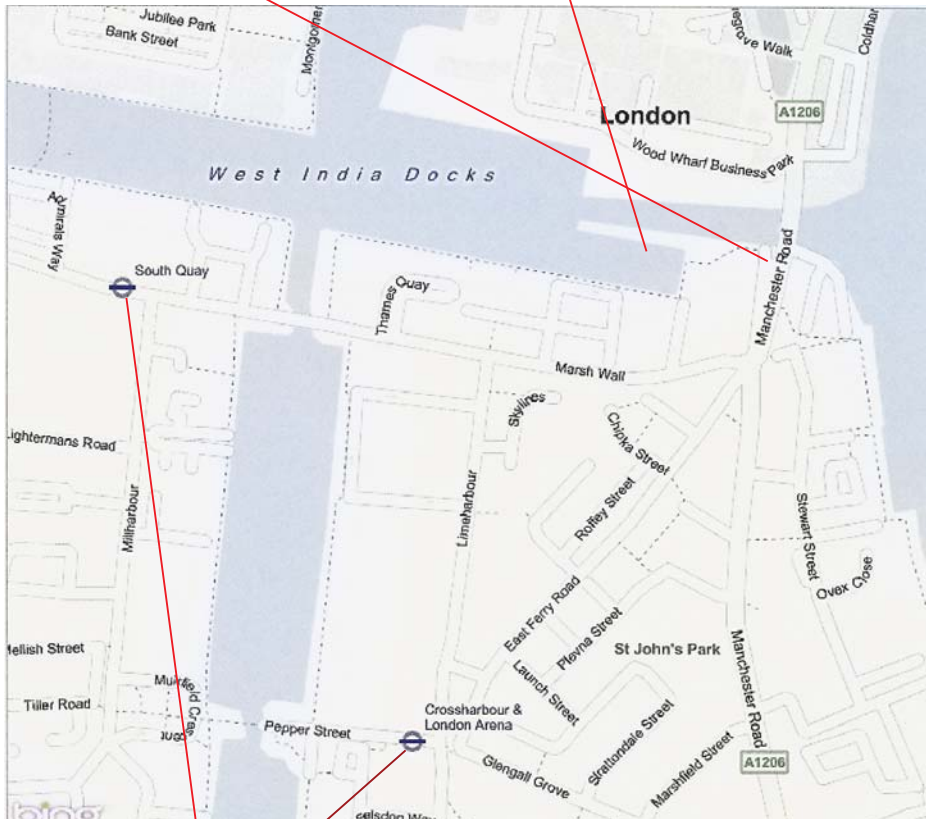 Jubilee Park
Bank Street
London
A1206
Wood Wharf Business Park
West India Docks
South Quay
Thames Quay
Manchester Road
Marsh Wall
Skylines
Chipka Street
Lightermans Road
Millharbour
Limeharbour
Roffey Street
Stewart Street
Ovex Close
East Ferry Road
Plevna Street
St John's Park
Mellish Street
Launch Street
Manchester Road
Tiller Road
Pepper Street
Crossharbour &
London Arena
Strattondale Street
Glengall Grove
Marshfield Street
A1206
bing